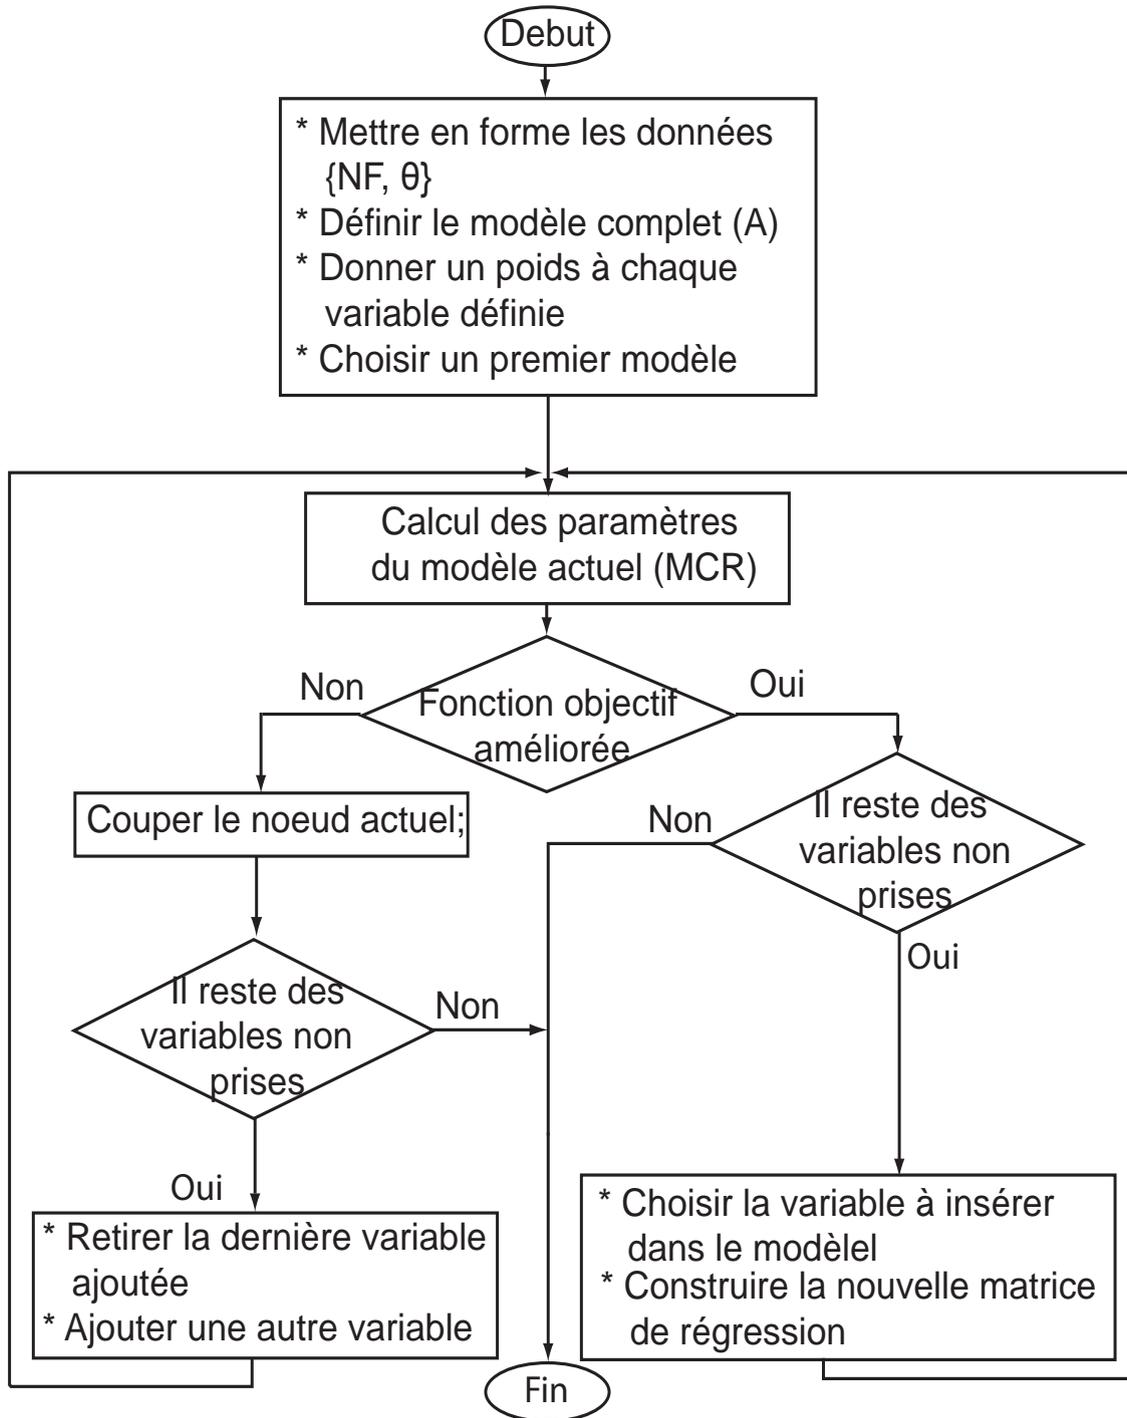 Debut
* Mettre en forme les données
{NF, θ}
* Définir le modèle complet (A)
* Donner un poids à chaque
variable définie
* Choisir un premier modèle
Calcul des paramètres
du modèle actuel (MCR)
Non
Fonction objectif
améliorée
Oui
Couper le noeud actuel;
Non
Il reste des
variables non
prises
Oui
Il reste des
variables non
prises
Non
Oui
* Retirer la dernière variable
ajoutée
* Ajouter une autre variable
* Choisir la variable à insérer
dans le modèlel
* Construire la nouvelle matrice
de régression
Fin